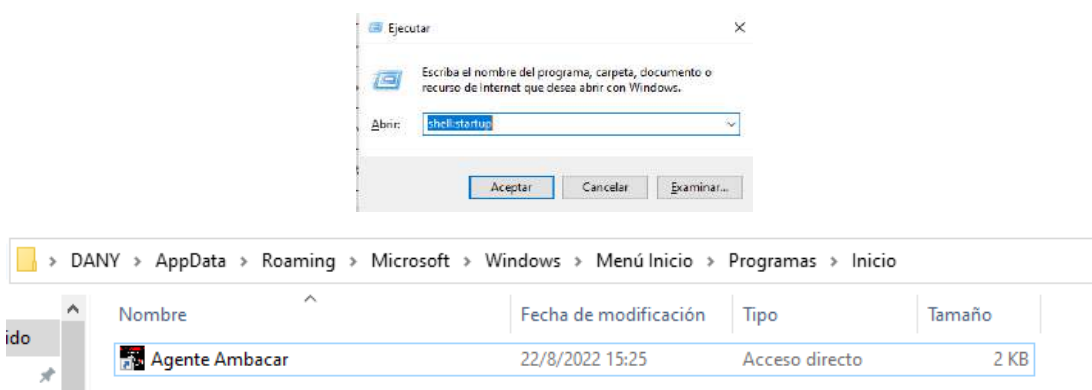 Ejecutar
Escriba el nombre del programa, carpeta, documento o
recurso de Internet que desea abrir con Windows.
Abrir: shell:startup
Aceptar Cancelar Examinar...
DANY > AppData > Roaming > Microsoft > Windows > Menú Inicio > Programas > Inicio
Nombre Fecha de modificación Tipo Tamaño
ido
Agente Ambacar 22/8/2022 15:25 Acceso directo 2 KB